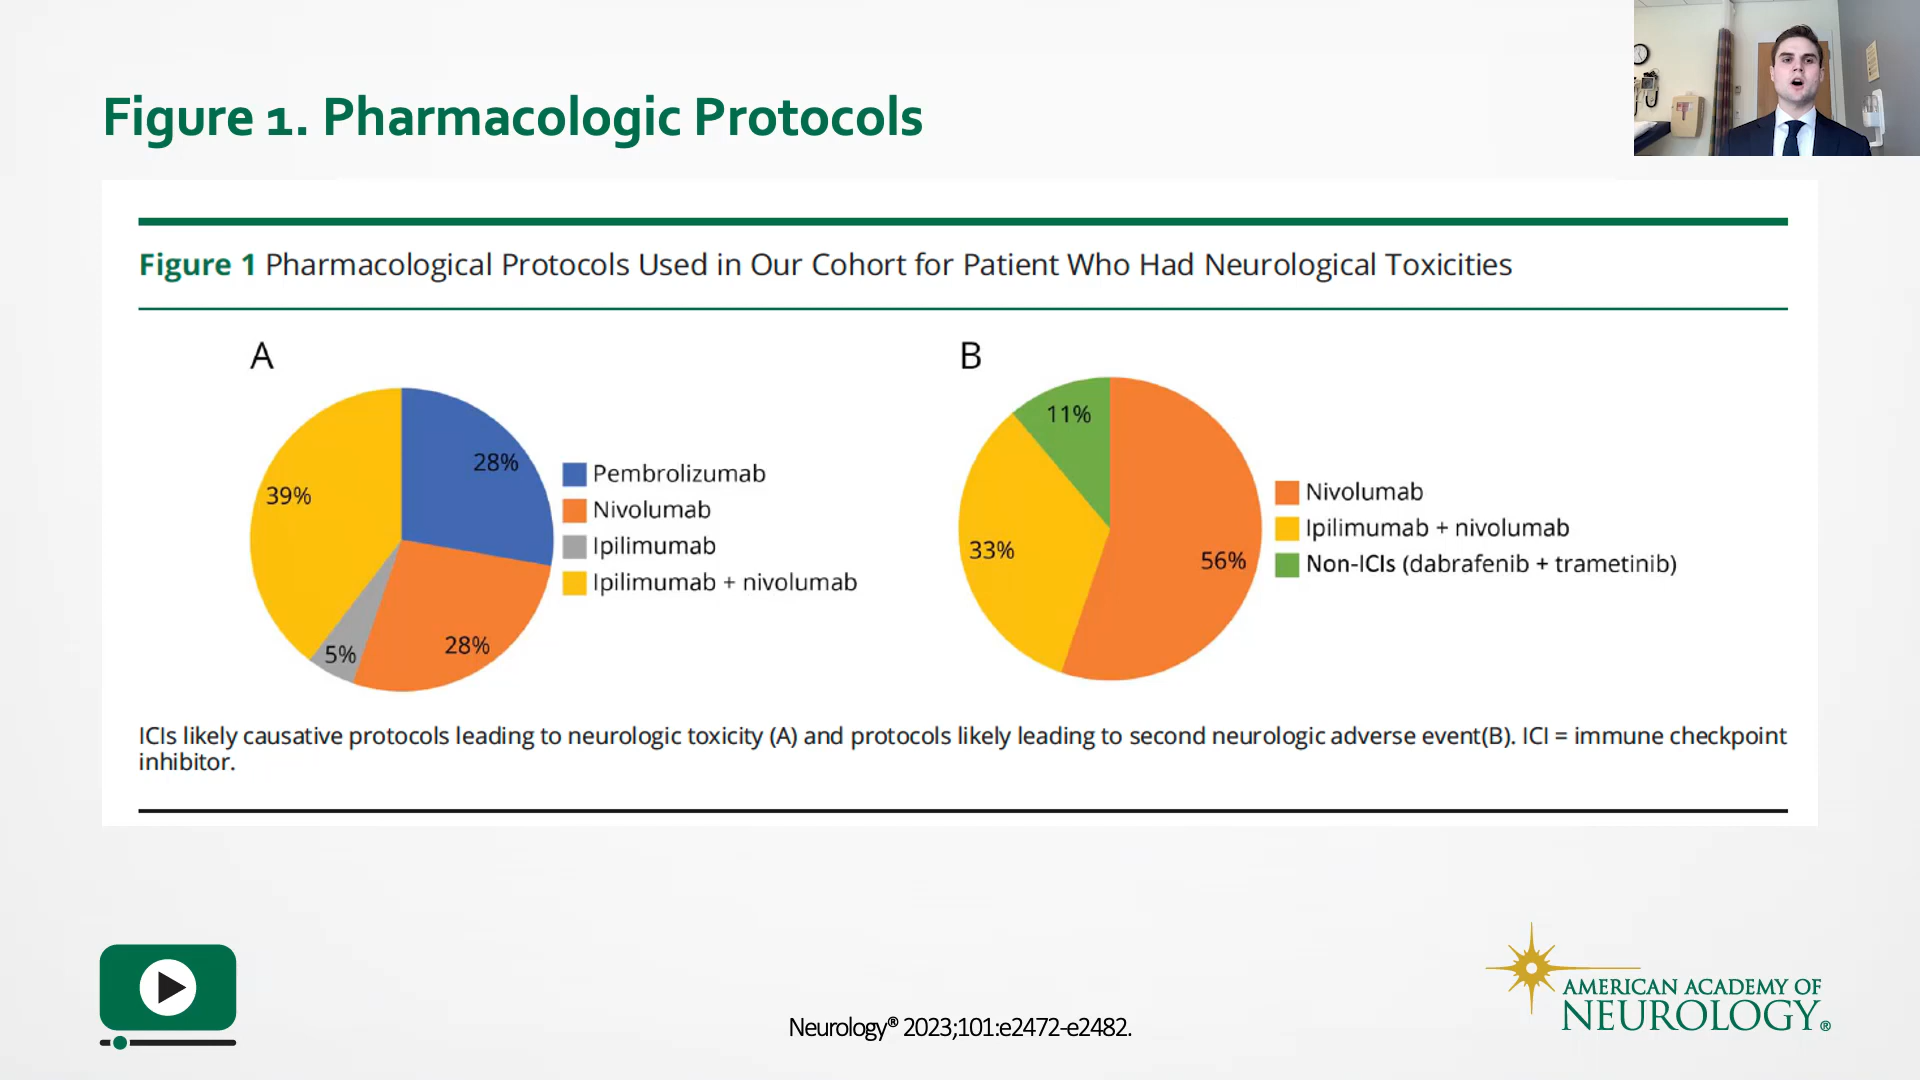 Figure 1. Pharmacologic Protocols
Figure 1 Pharmacological Protocols Used in Our Cohort for Patient Who Had Neurological Toxicities
A
28%
39%
5%
28%
Pembrolizumab
Nivolumab
Ipilimumab
Ipilimumab + nivolumab
B
11%
33%
56%
Nivolumab
Ipilimumab + nivolumab
Non-ICIs (dabrafenib + trametinib)
ICIs likely causative protocols leading to neurologic toxicity (A) and protocols likely leading to second neurologic adverse event(B). ICI = immune checkpoint
inhibitor.
Neurology® 2023;101:e2472-e2482.
AMERICAN ACADEMY OF
NEUROLOGY®